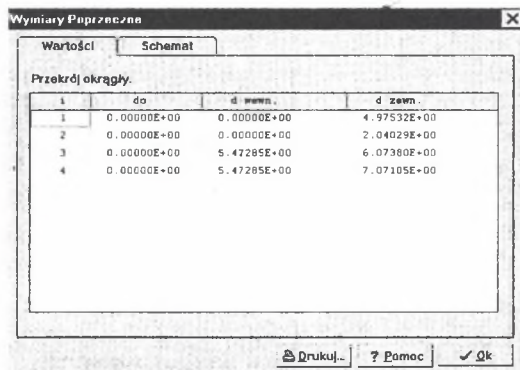 Wymiary Poprzeczne
Wartości Schemat
Przekrój okrągły.
i do d wewn. d zewn.
1 0.00000E+00 0.00000E+00 4.97532E+00
2 0.00000E+00 0.00000E+00 2.04029E+00
3 0.00000E+00 5.47285E+00 6.07380E+00
4 0.00000E+00 5.47285E+00 7.07105E+00
Drukuj... ? Pomoc ✓ Ok